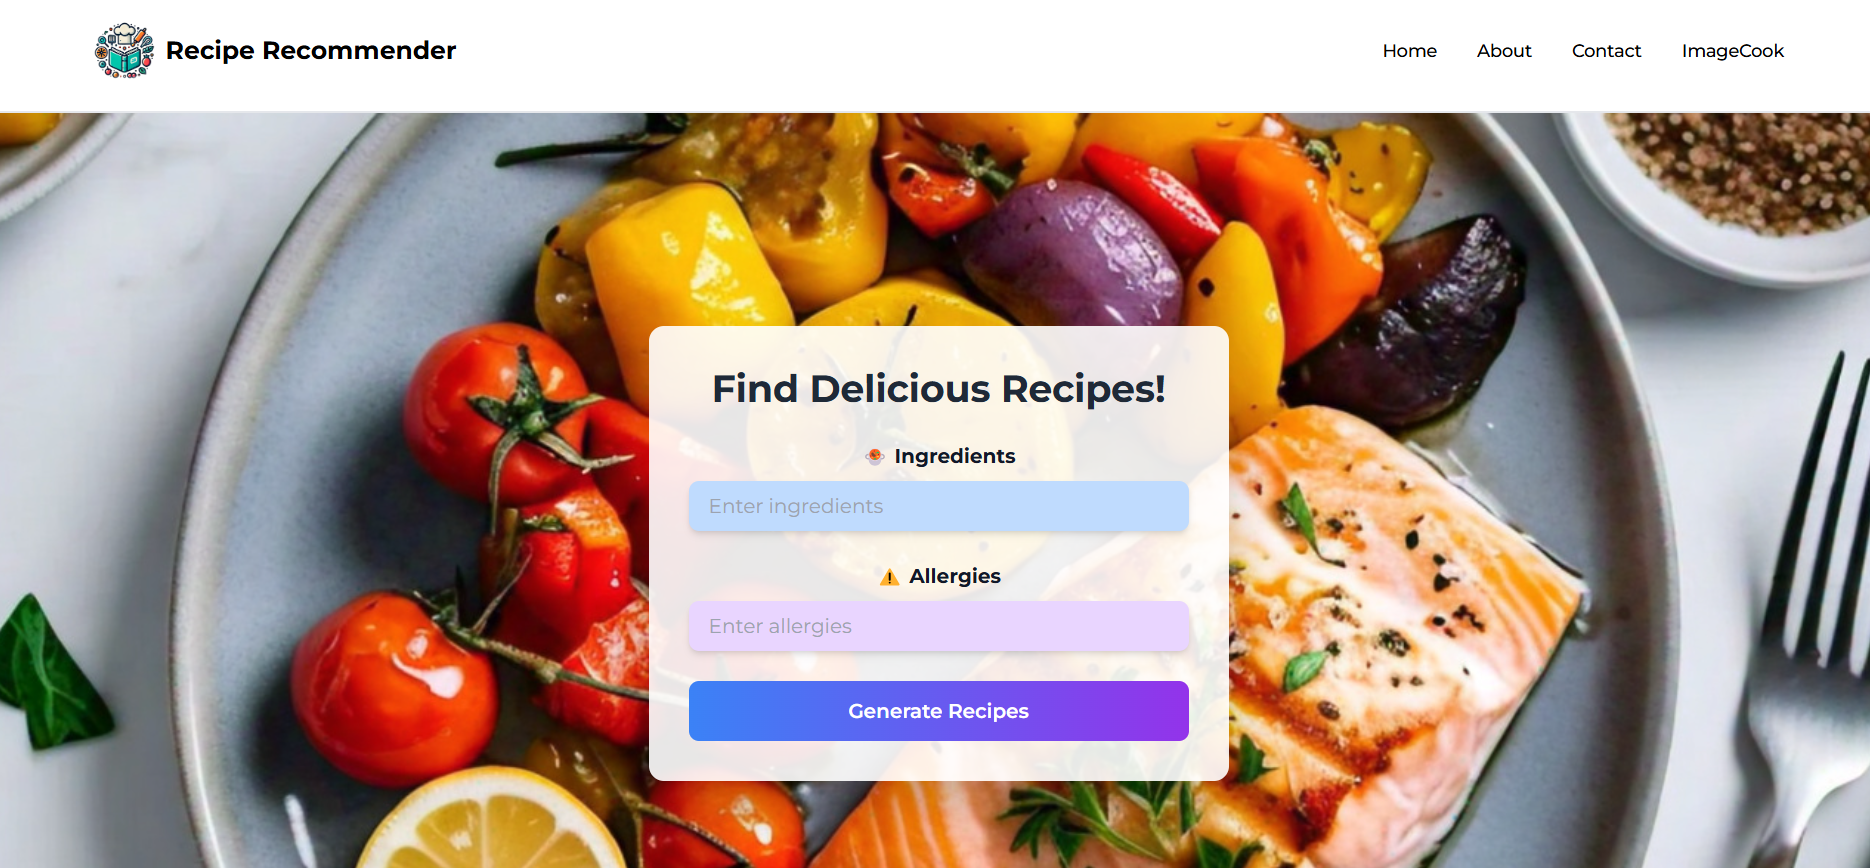 Recipe Recommender
Home About Contact ImageCook
Find Delicious Recipes!
Ingredients
Enter ingredients
Allergies
Enter allergies
Generate Recipes